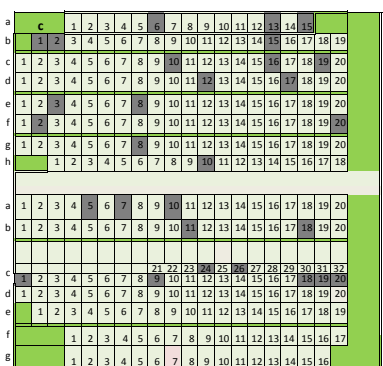 a c 1 2 3 4 5 6 7 8 9 10 11 12 13 14 15
b 1 2 3 4 5 6 7 8 9 10 11 12 13 14 15 16 17 18 19
c 1 2 3 4 5 6 7 8 9 10 11 12 13 14 15 16 17 18 19 20
d 1 2 3 4 5 6 7 8 9 10 11 12 13 14 15 16 17 18 19 20
e 1 2 3 4 5 6 7 8 9 10 11 12 13 14 15 16 17 18 19 20
f 1 2 3 4 5 6 7 8 9 10 11 12 13 14 15 16 17 18 19 20
g 1 2 3 4 5 6 7 8 9 10 11 12 13 14 15 16 17 18 19 20
h 1 2 3 4 5 6 7 8 9 10 11 12 13 14 15 16 17 18
a 1 2 3 4 5 6 7 8 9 10 11 12 13 14 15 16 17 18 19 20
b 1 2 3 4 5 6 7 8 9 10 11 12 13 14 15 16 17 18 19 20
21 22 23 24 25 26 27 28 29 30 31 32
c 1 2 3 4 5 6 7 8 9 10 11 12 13 14 15 16 17 18 19 20
d 1 2 3 4 5 6 7 8 9 10 11 12 13 14 15 16 17 18 19 20
e 1 2 3 4 5 6 7 8 9 10 11 12 13 14 15 16 17 18 19
f 1 2 3 4 5 6 7 8 9 10 11 12 13 14 15 16 17
g 1 2 3 4 5 6 7 8 9 10 11 12 13 14 15 16